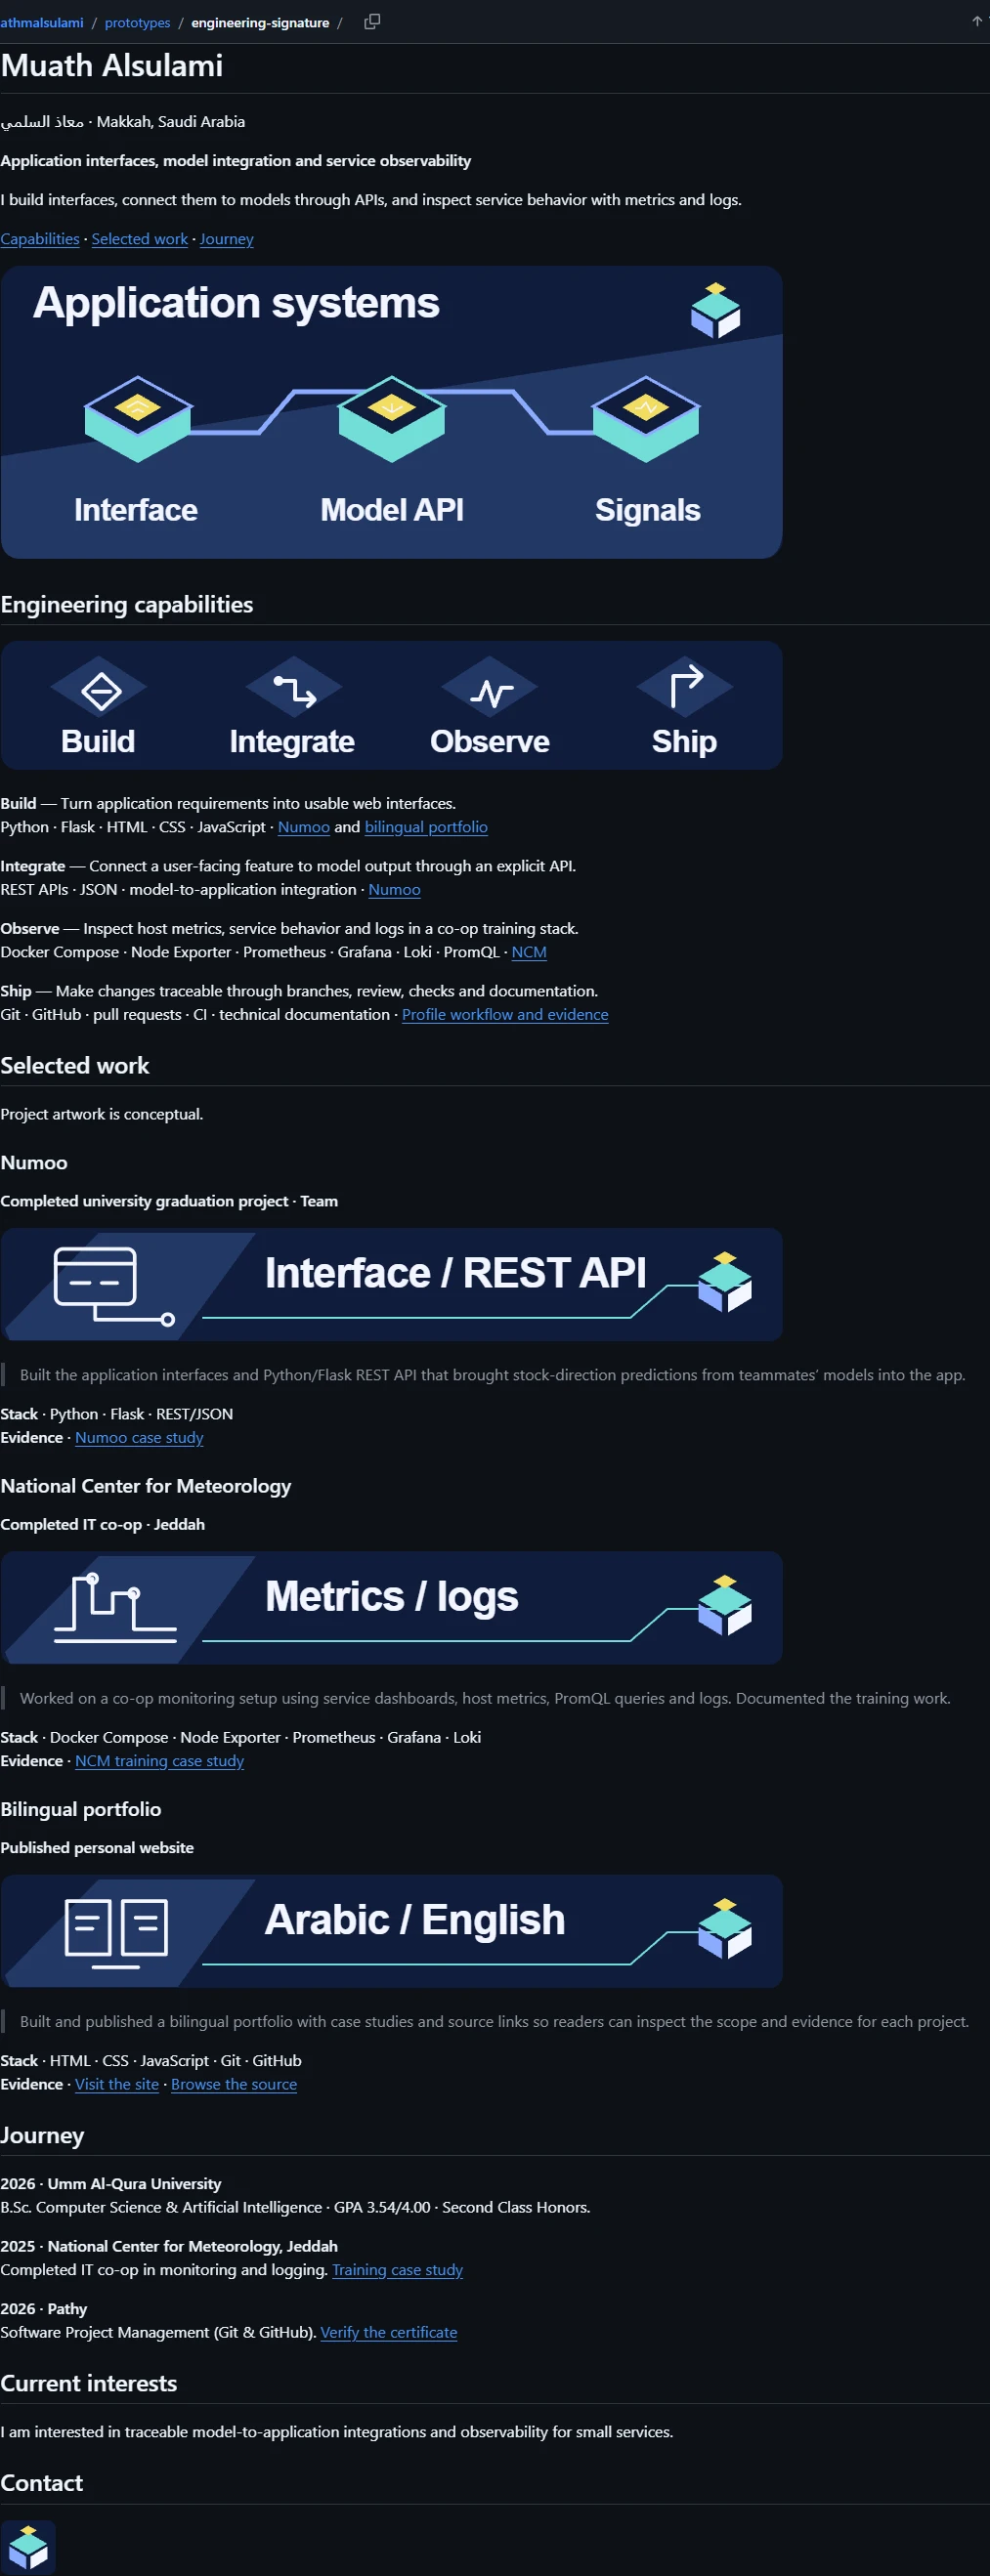 athmalsulami / prototypes / engineering-signature /
Muath Alsulami
معاذ السلمي · Makkah, Saudi Arabia
Application interfaces, model integration and service observability
I build interfaces, connect them to models through APIs, and inspect service behavior with metrics and logs.
Capabilities · Selected work · Journey
Application systems
Interface Model API Signals
Engineering capabilities
Build Integrate Observe Ship
Build — Turn application requirements into usable web interfaces.
Python · Flask · HTML · CSS · JavaScript · Numoo and bilingual portfolio
Integrate — Connect a user-facing feature to model output through an explicit API.
REST APIs · JSON · model-to-application integration · Numoo
Observe — Inspect host metrics, service behavior and logs in a co-op training stack.
Docker Compose · Node Exporter · Prometheus · Grafana · Loki · PromQL · NCM
Ship — Make changes traceable through branches, review, checks and documentation.
Git · GitHub · pull requests · CI · technical documentation · Profile workflow and evidence
Selected work
Project artwork is conceptual.
Numoo
Completed university graduation project · Team
Interface / REST API
Built the application interfaces and Python/Flask REST API that brought stock-direction predictions from teammates’ models into the app.
Stack · Python · Flask · REST/JSON
Evidence · Numoo case study
National Center for Meteorology
Completed IT co-op · Jeddah
Metrics / logs
Worked on a co-op monitoring setup using service dashboards, host metrics, PromQL queries and logs. Documented the training work.
Stack · Docker Compose · Node Exporter · Prometheus · Grafana · Loki
Evidence · NCM training case study
Bilingual portfolio
Published personal website
Arabic / English
Built and published a bilingual portfolio with case studies and source links so readers can inspect the scope and evidence for each project.
Stack · HTML · CSS · JavaScript · Git · GitHub
Evidence · Visit the site · Browse the source
Journey
2026 · Umm Al-Qura University
B.Sc. Computer Science & Artificial Intelligence · GPA 3.54/4.00 · Second Class Honors.
2025 · National Center for Meteorology, Jeddah
Completed IT co-op in monitoring and logging. Training case study
2026 · Pathy
Software Project Management (Git & GitHub). Verify the certificate
Current interests
I am interested in traceable model-to-application integrations and observability for small services.
Contact